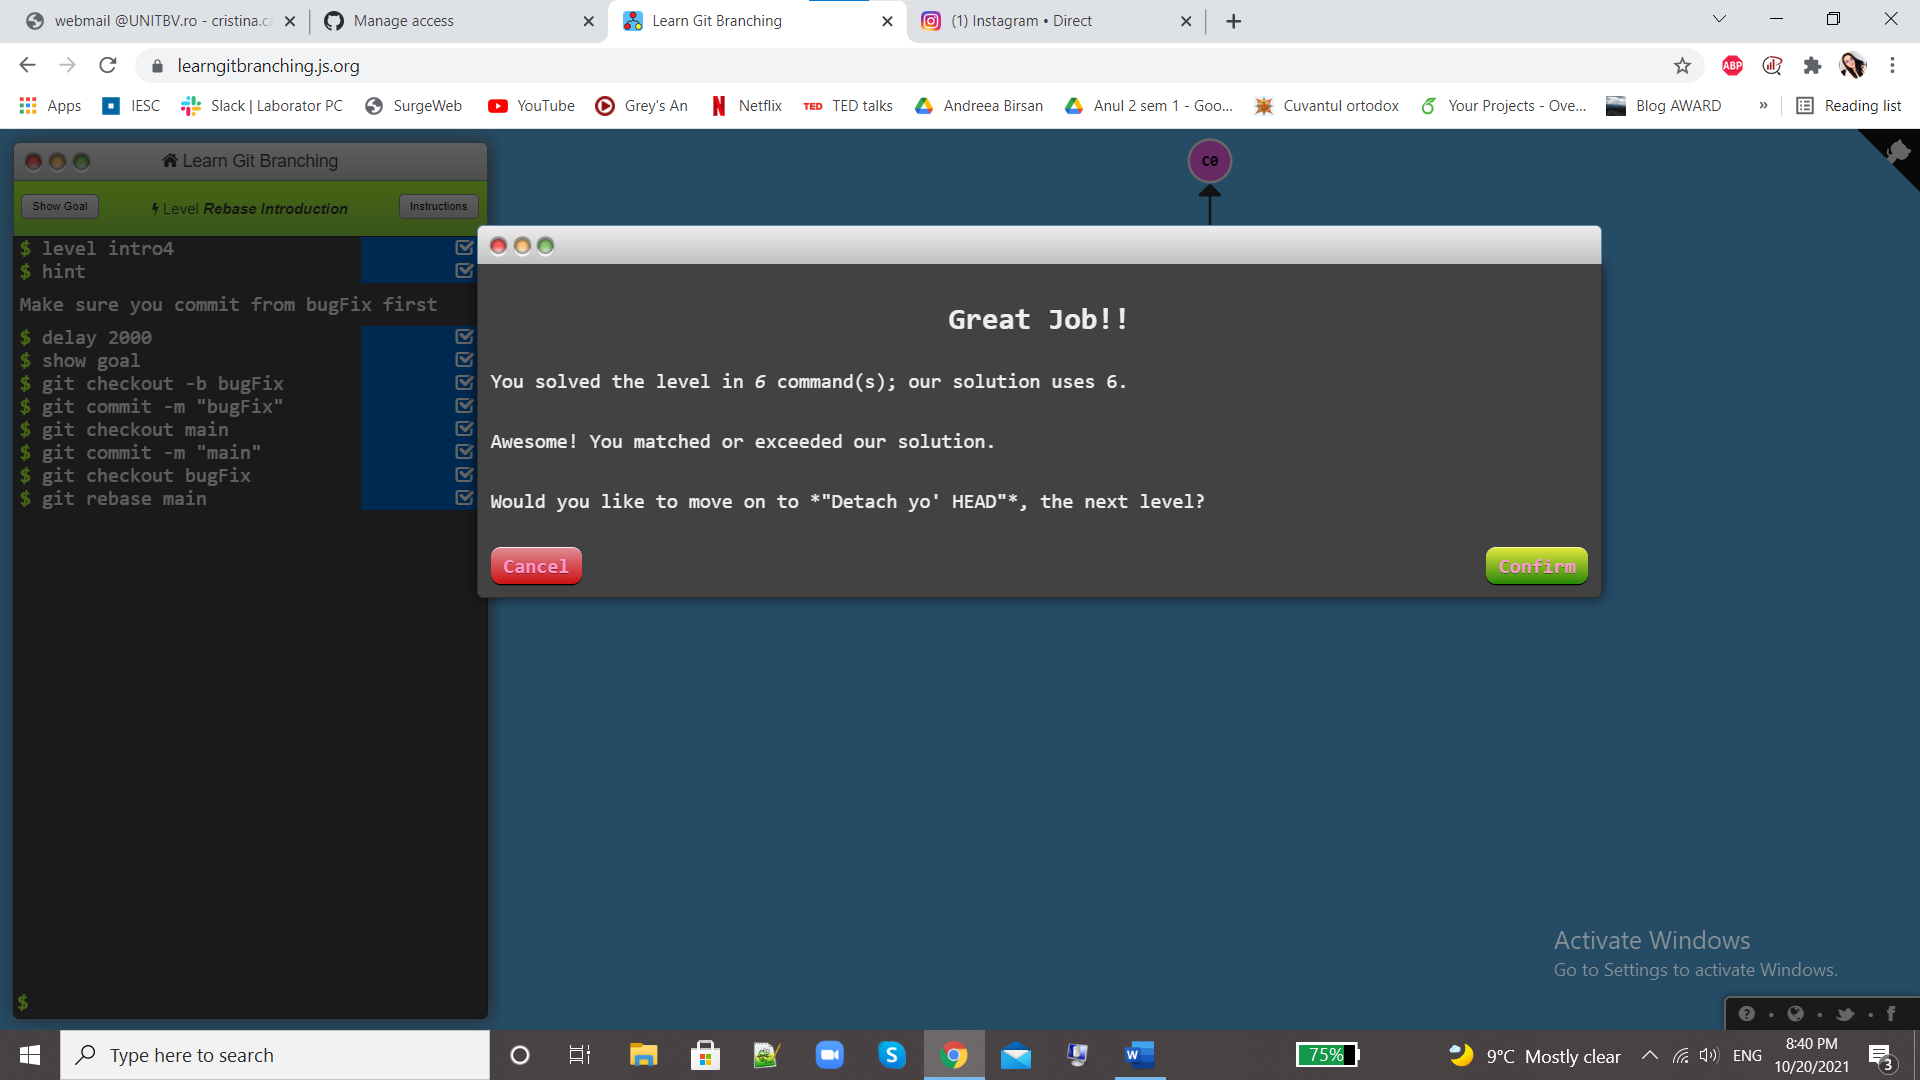 webmail @UNITBV.ro - cristina.ca
Manage access
Learn Git Branching
(1) Instagram • Direct
learngitbranching.js.org
ABP
Apps
IESC
Slack | Laborator PC
SurgeWeb
YouTube
Grey's An
Netflix
TED TED talks
Andreea Birsan
Anul 2 sem 1 - Goo...
Cuvantul ortodox
Your Projects - Ove...
Blog AWARD
»
Reading list
Learn Git Branching
Show Goal
Level Rebase Introduction
Instructions
$ level intro4
$ hint
Make sure you commit from bugFix first
$ delay 2000
$ show goal
$ git checkout -b bugFix
$ git commit -m "bugFix"
$ git checkout main
$ git commit -m "main"
$ git checkout bugFix
$ git rebase main
$
C0
Great Job!!
You solved the level in 6 command(s); our solution uses 6.
Awesome! You matched or exceeded our solution.
Would you like to move on to *"Detach yo' HEAD"*, the next level?
Cancel
Confirm
Activate Windows
Go to Settings to activate Windows.
Type here to search
75%
9°C Mostly clear
ENG
8:40 PM
10/20/2021
3